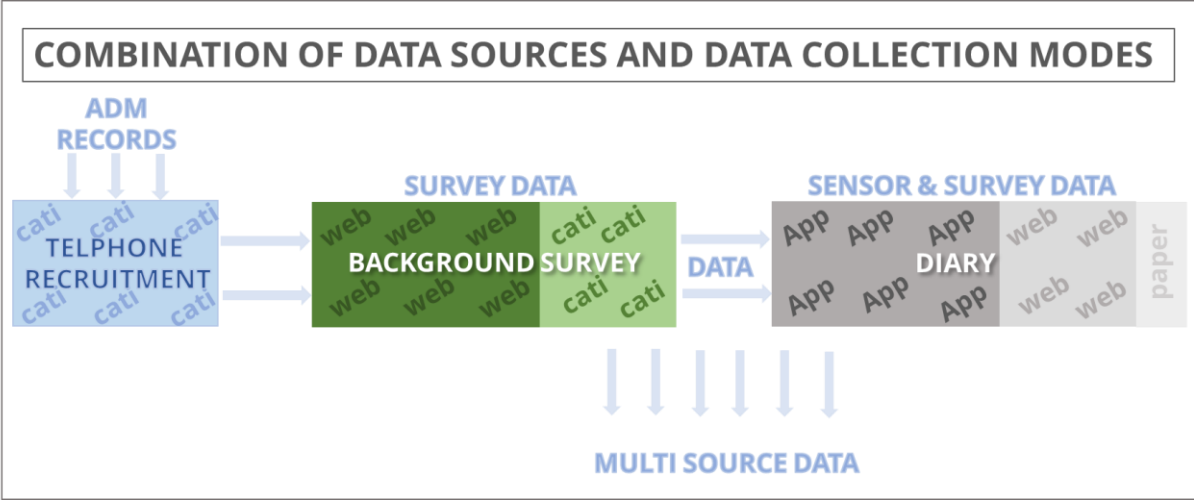 COMBINATION OF DATA SOURCES AND DATA COLLECTION MODES
ADM
RECORDS
cati cati cati
TELPHONE
RECRUITMENT
cati cati cati
SURVEY DATA
web web web cati cati
BACKGROUND SURVEY
web web web cati cati
DATA
SENSOR & SURVEY DATA
App App App web web
DIARY
App App App web web
paper
MULTI SOURCE DATA